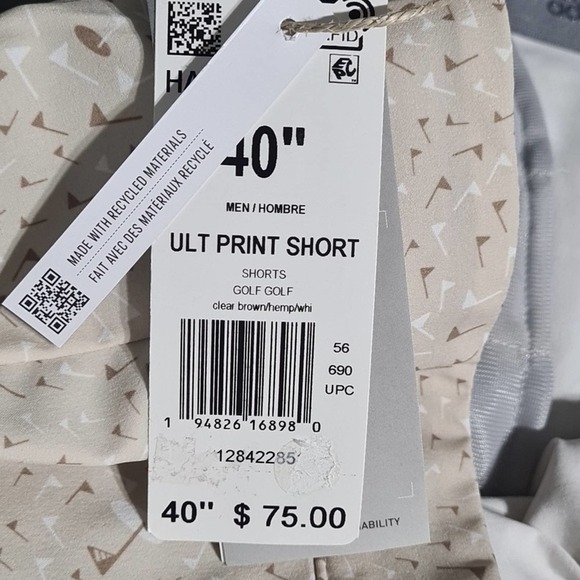 HA
40"
MEN / HOMBRE
ULT PRINT SHORT
SHORTS
GOLF GOLF
clear brown/hemp/whi
56
690
UPC
1 94826 16898 0
12842285
40" $ 75.00
MADE WITH RECYCLED MATERIALS
FAIT AVEC DES MATÉRIAUX RECYCLÉ
ABILITY